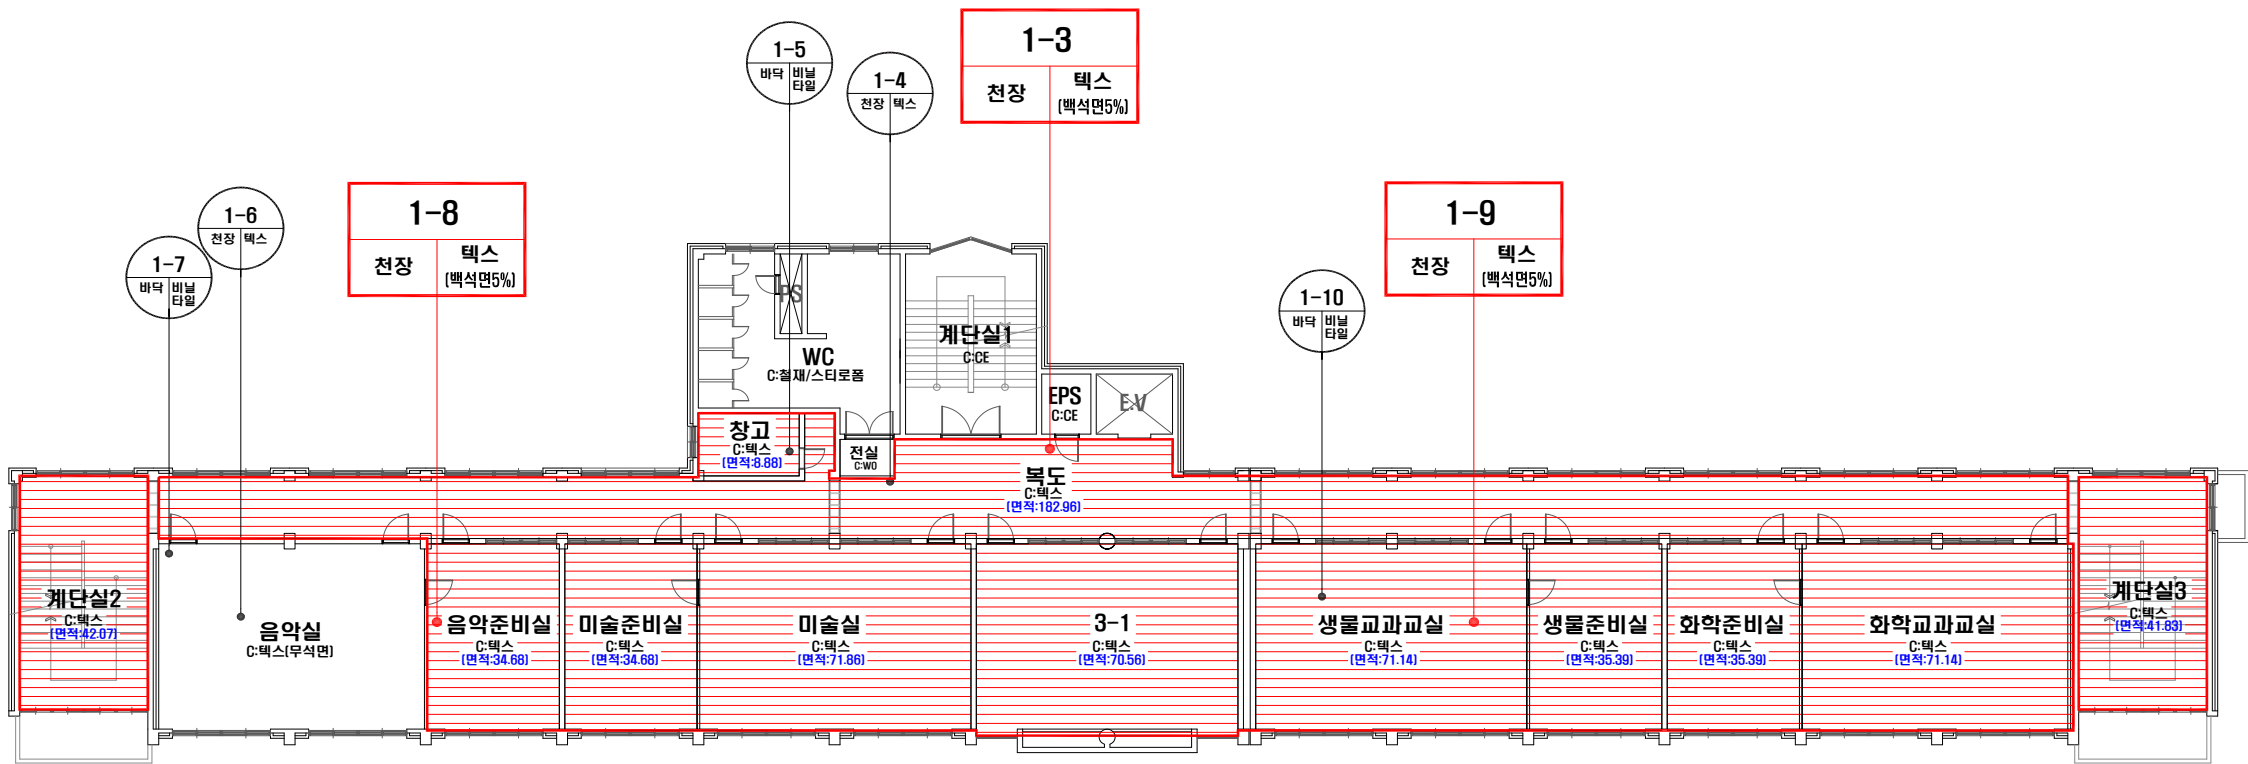 1-5
바닥 비닐
타일
1-4
천장 텍스
1-3
천장 텍스
(백석면5%)
1-6
천장 텍스
1-7
바닥 비닐
타일
1-8
천장 텍스
(백석면5%)
1-9
천장 텍스
(백석면5%)
1-10
바닥 비닐
타일
PS
WC
C:철재/스티로폼
계단실1
C:CE
EPS
C:CE
E.V
창고
C:텍스
(면적:8.88)
전실
C:WO
복도
C:텍스
(면적:182.96)
계단실2
C:텍스
(면적:42.07)
음악실
C:텍스(무석면)
음악준비실
C:텍스
(면적:34.68)
미술준비실
C:텍스
(면적:34.68)
미술실
C:텍스
(면적:71.86)
3-1
C:텍스
(면적:70.56)
생물교과교실
C:텍스
(면적:71.14)
생물준비실
C:텍스
(면적:35.39)
화학준비실
C:텍스
(면적:35.39)
화학교과교실
C:텍스
(면적:71.14)
계단실3
C:텍스
(면적:41.83)